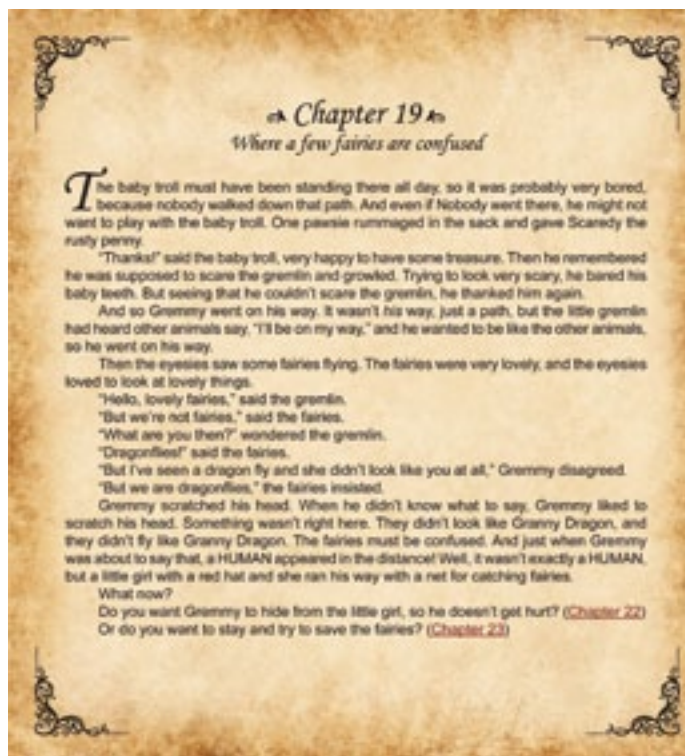 Chapter 19
Where a few fairies are confused
The baby troll must have been standing there all day, so it was probably very bored,
because nobody walked down that path. And even if Nobody went there, he might not
want to play with the baby troll. One pawsie rummaged in the sack and gave Scaredy the
rusty penny.
"Thanks!" said the baby troll, very happy to have some treasure. Then he remembered
he was supposed to scare the gremlin and growled. Trying to look very scary, he bared his
baby teeth. But seeing that he couldn't scare the gremlin, he thanked him again.
And so Gremmy went on his way. It wasn't his way, just a path, but the little gremlin
had heard other animals say, "I'll be on my way," and he wanted to be like the other animals,
so he went on his way.
Then the eyesies saw some fairies flying. The fairies were very lovely, and the eyesies
loved to look at lovely things.
"Hello, lovely fairies," said the gremlin.
"But we're not fairies," said the fairies.
"What are you then?" wondered the gremlin.
"Dragonflies!" said the fairies.
"But I've seen a dragon fly and she didn't look like you at all," Gremmy disagreed.
"But we are dragonflies," the fairies insisted.
Gremmy scratched his head. When he didn't know what to say, Gremmy liked to
scratch his head. Something wasn't right here. They didn't look like Granny Dragon, and
they didn't fly like Granny Dragon. The fairies must be confused. And just when Gremmy
was about to say that, a HUMAN appeared in the distance! Well, it wasn't exactly a HUMAN,
but a little girl with a red hat and she ran his way with a net for catching fairies.
What now?
Do you want Gremmy to hide from the little girl, so he doesn't get hurt? (Chapter 22)
Or do you want to stay and try to save the fairies? (Chapter 23)